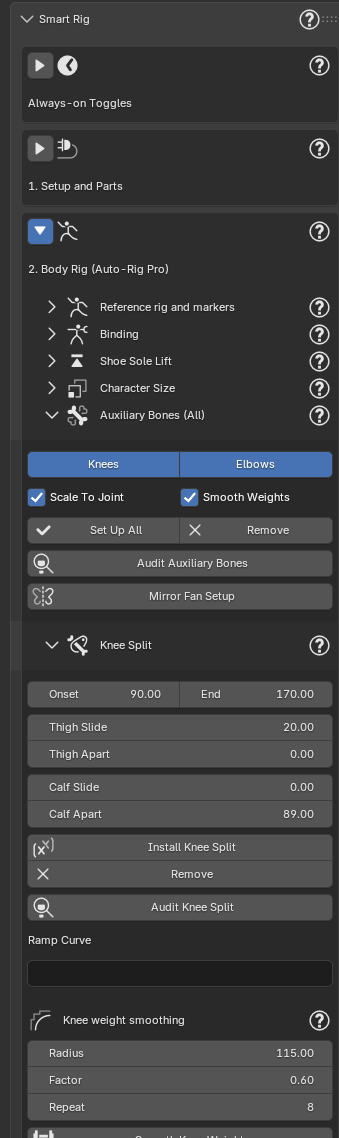 Smart Rig
Always-on Toggles
1. Setup and Parts
2. Body Rig (Auto-Rig Pro)
Reference rig and markers
Binding
Shoe Sole Lift
Character Size
Auxiliary Bones (All)
Knees Elbows
Scale To Joint Smooth Weights
Set Up All Remove
Audit Auxiliary Bones
Mirror Fan Setup
Knee Split
Onset 90.00 End 170.00
Thigh Slide 20.00
Thigh Apart 0.00
Calf Slide 0.00
Calf Apart 89.00
Install Knee Split
Remove
Audit Knee Split
Ramp Curve
Knee weight smoothing
Radius 115.00
Factor 0.60
Repeat 8